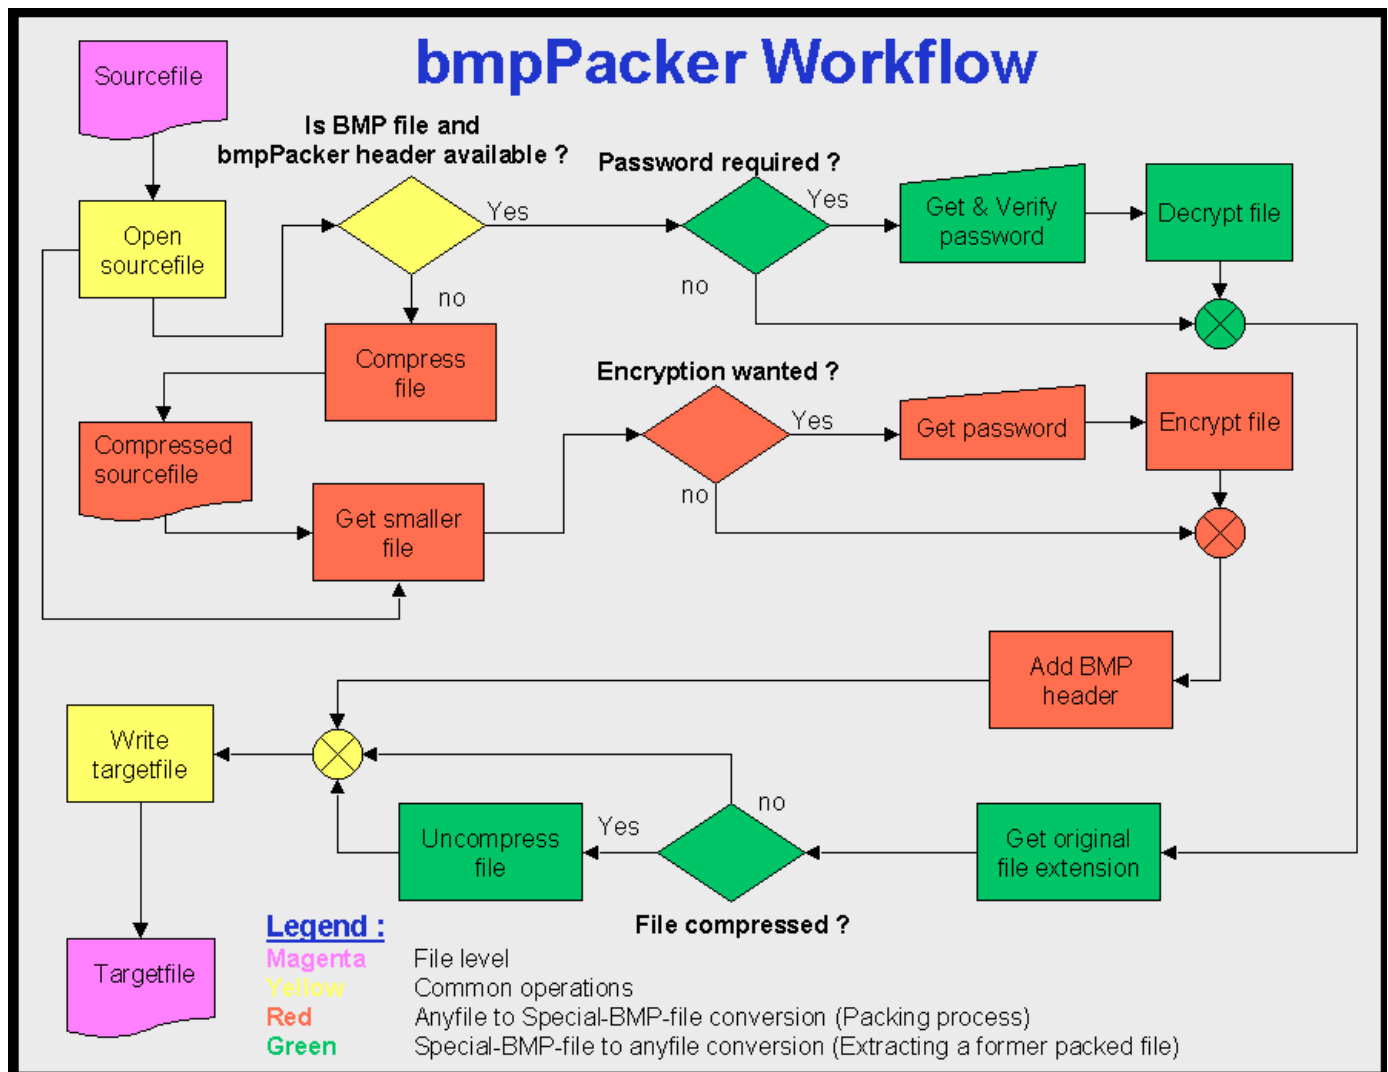 bmpPacker Workflow
Sourcefile
Is BMP file and
bmpPacker header available ?
Password required ?
Yes
Yes
Get & Verify
password
Decrypt file
Open
sourcefile
no
no
Compress
file
Encryption wanted ?
Yes
Get password
Encrypt file
Compressed
sourcefile
no
Get smaller
file
Add BMP
header
Write
targetfile
no
Yes
Uncompress
file
Get original
file extension
File compressed ?
Targetfile
Legend :
Magenta File level
Yellow Common operations
Red Anyfile to Special-BMP-file conversion (Packing process)
Green Special-BMP-file to anyfile conversion (Extracting a former packed file)